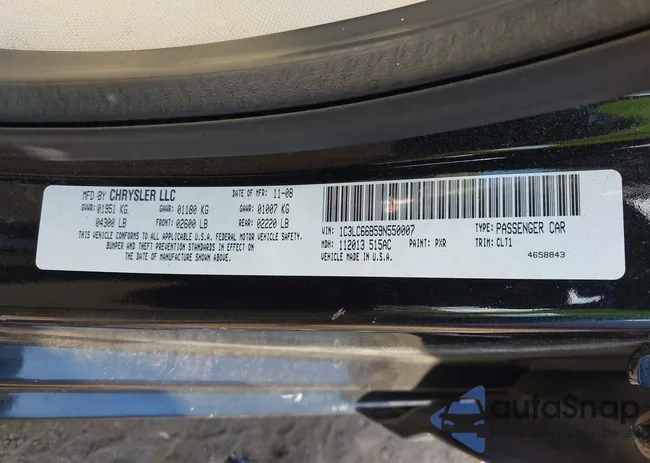 MFD BY CHRYSLER LLC DATE OF MFR: 11-08
GVWR: 01951 KG GAWR: 01180 KG GAWR: 01007 KG
04300 LB FRONT: 02600 LB REAR: 02220 LB
THIS VEHICLE CONFORMS TO ALL APPLICABLE U.S.A. FEDERAL MOTOR VEHICLE SAFETY,
BUMPER AND THEFT PREVENTION STANDARDS IN EFFECT ON
THE DATE OF MANUFACTURE SHOWN ABOVE.
VIN: 1C3LC66B59N550007 TYPE: PASSENGER CAR
MDH: 112013 515AC PAINT: PXR TRIM: CLT1
VEHICLE MADE IN U.S.A. 4658843
autaSnap